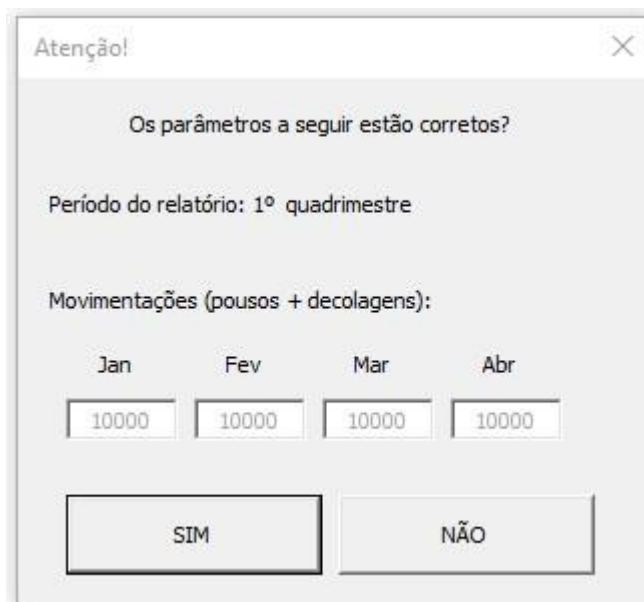 Atenção!
Os parâmetros a seguir estão corretos?
Período do relatório: 1º quadrimestre
Movimentações (pousos + decolagens):
Jan Fev Mar Abr
10000 10000 10000 10000
SIM NÃO